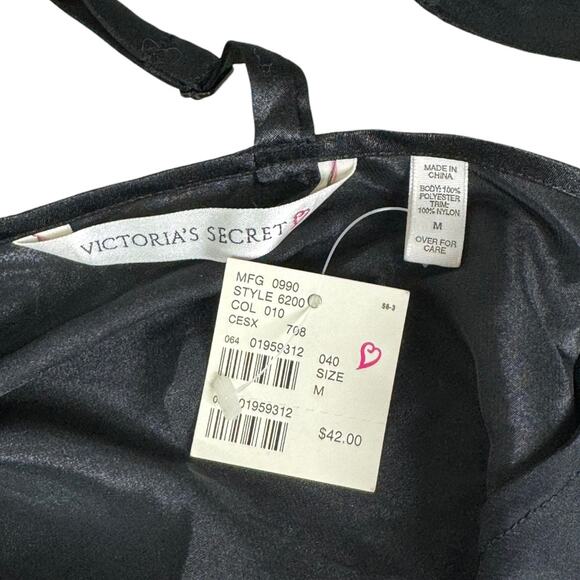 VICTORIA'S SECRET
MADE IN
CHINA
BODY: 100%
POLYESTER
TRIM:
100% NYLON
M
OVER FOR
CARE
MFG 0990
STYLE 6200
COL 010
CESX 708
S6-3
064 01959312
040
SIZE
M
01959312
$42.00